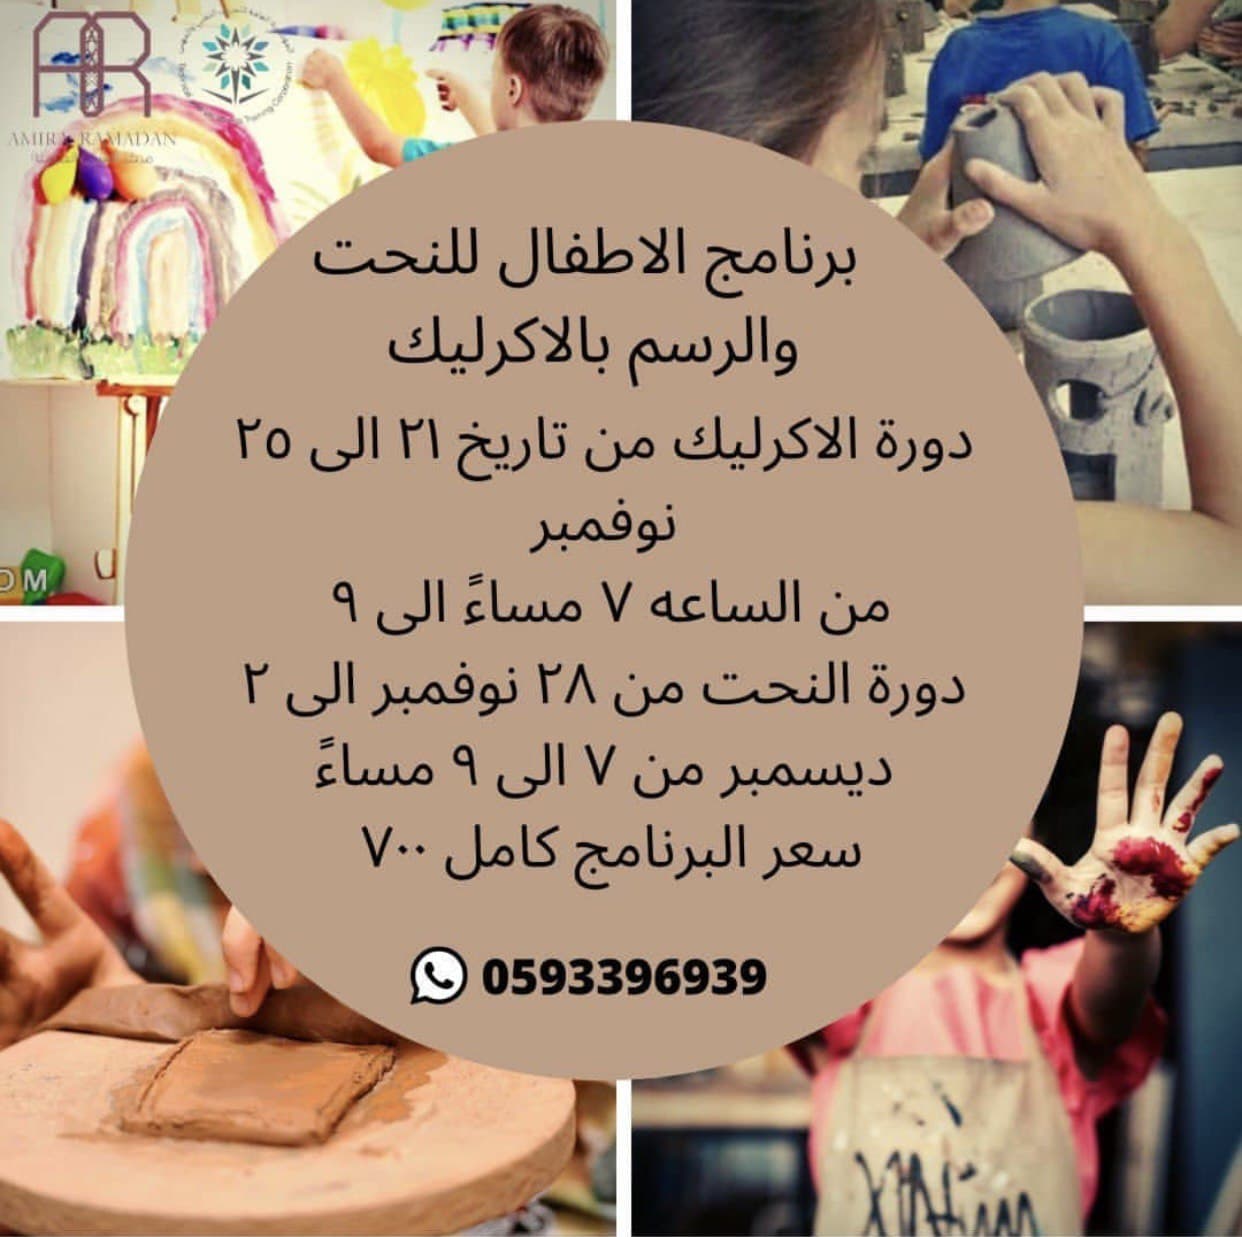 AMIRA RAMADAN
برنامج الاطفال للنحت
والرسم بالاكرليك
دورة الاكرليك من تاريخ ٢١ الى ٢٥
نوفمبر
من الساعه ٧ مساءً الى ٩
دورة النحت من ٢٨ نوفمبر الى ٢
ديسمبر من ٧ الى ٩ مساءً
سعر البرنامج كامل ٧٠٠
0593396939